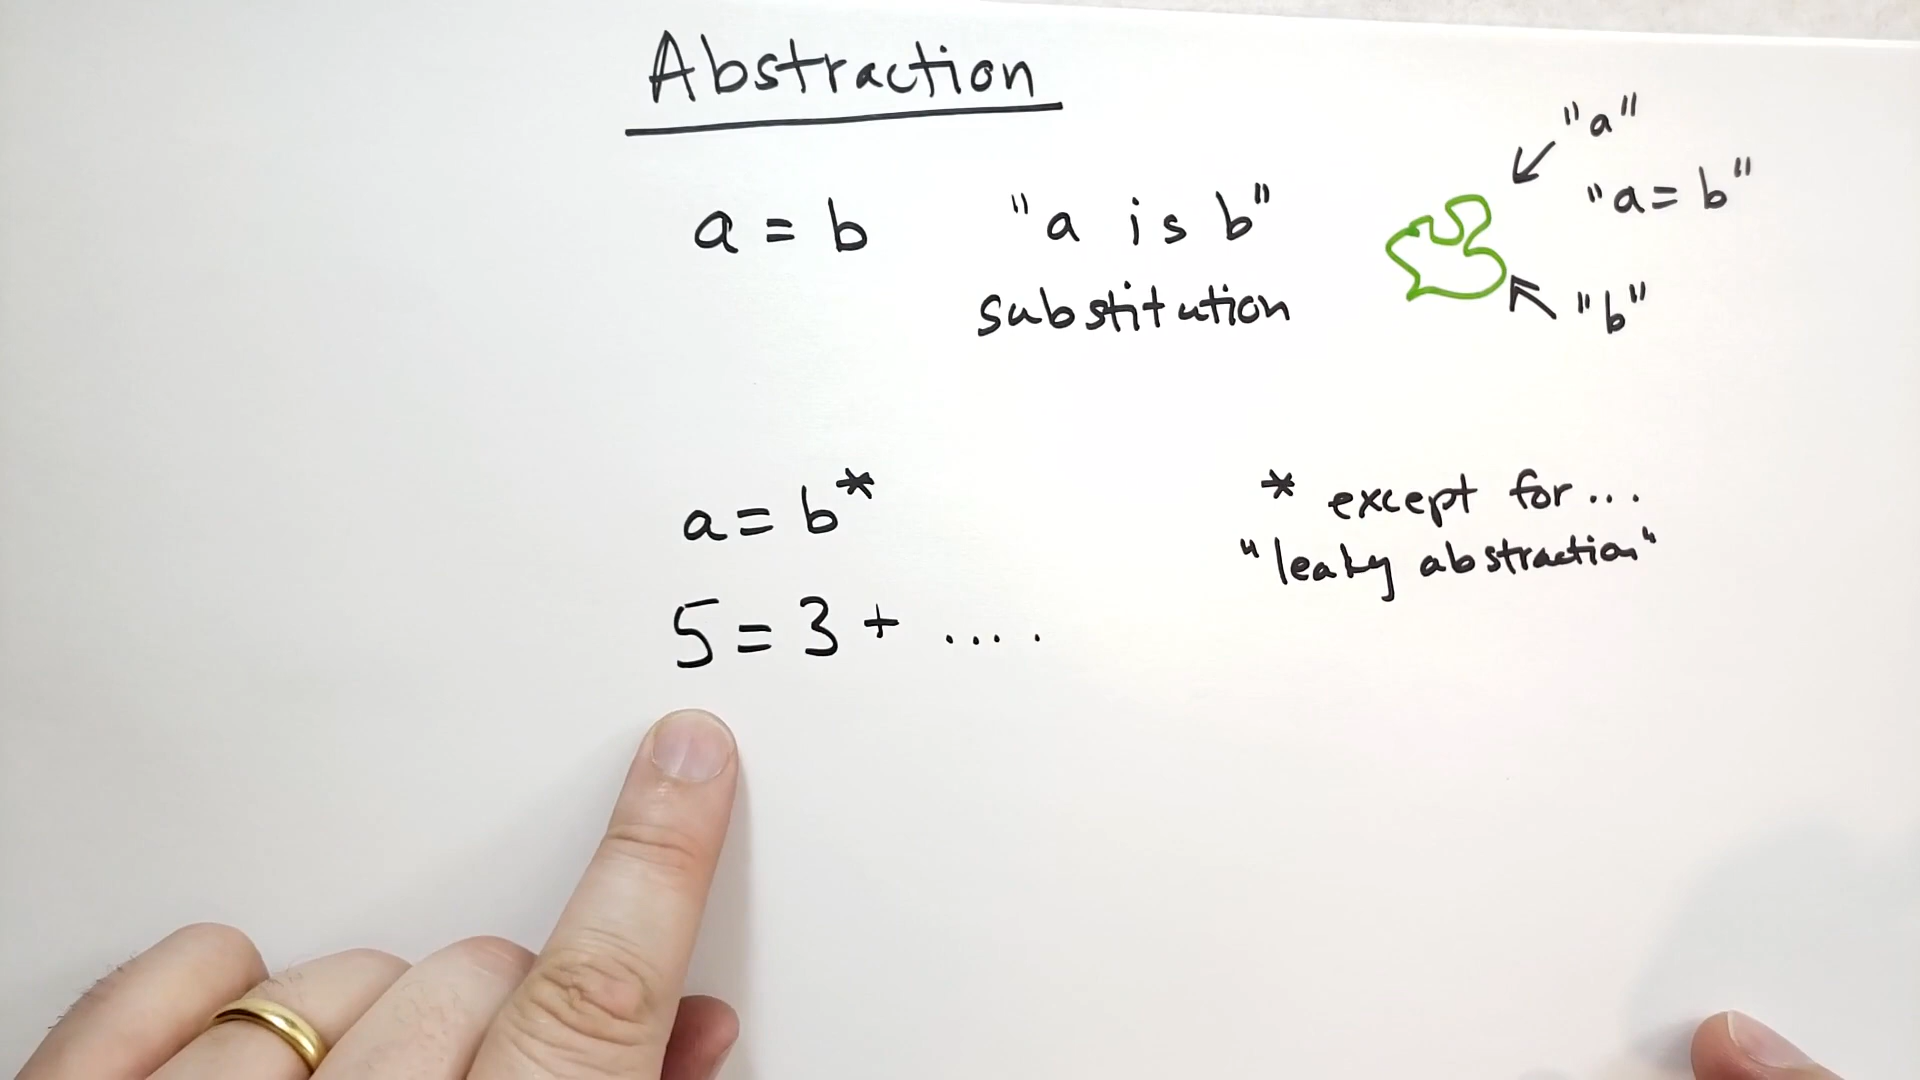 Abstraction
a = b
"a is b"
substitution
"a"
"a = b"
"b"
a = b*
5 = 3 + ....
* except for ...
"leaky abstraction"